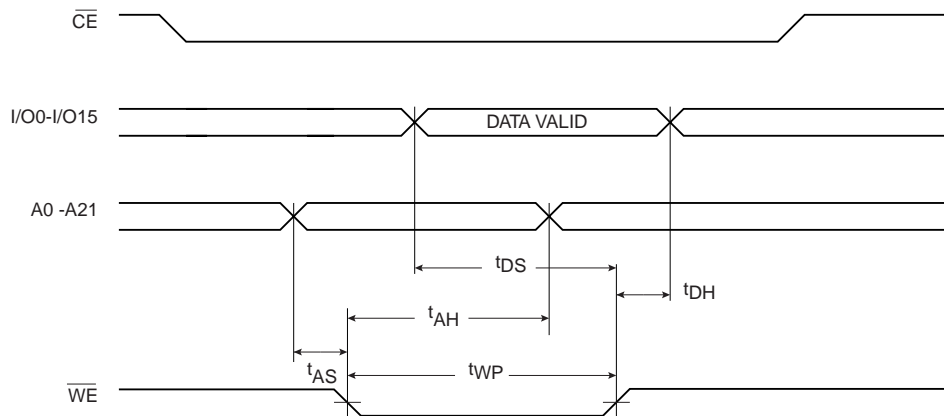 CE
I/O0-I/O15
DATA VALID
A0 -A21
tDS
tDH
tAH
tAS
tWP
WE